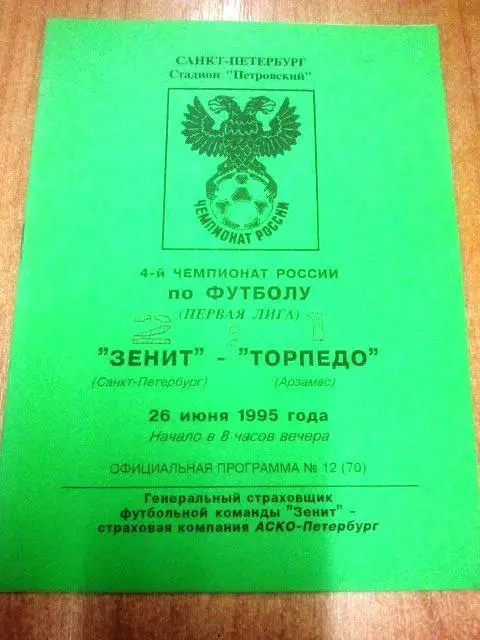 САНКТ-ПЕТЕРБУРГ
Стадион "Петровский"
ЧЕМПИОНАТ РОССИИ
4-й ЧЕМПИОНАТ РОССИИ
по ФУТБОЛУ
(ПЕРВАЯ ЛИГА)
2 : 1
"ЗЕНИТ" - "ТОРПЕДО"
(Санкт-Петербург) (Арзамас)
26 июня 1995 года
Начало в 8 часов вечера
ОФИЦИАЛЬНАЯ ПРОГРАММА № 12 (70)
Генеральный страховщик
футбольной команды "Зенит" -
страховая компания АСКО-Петербург